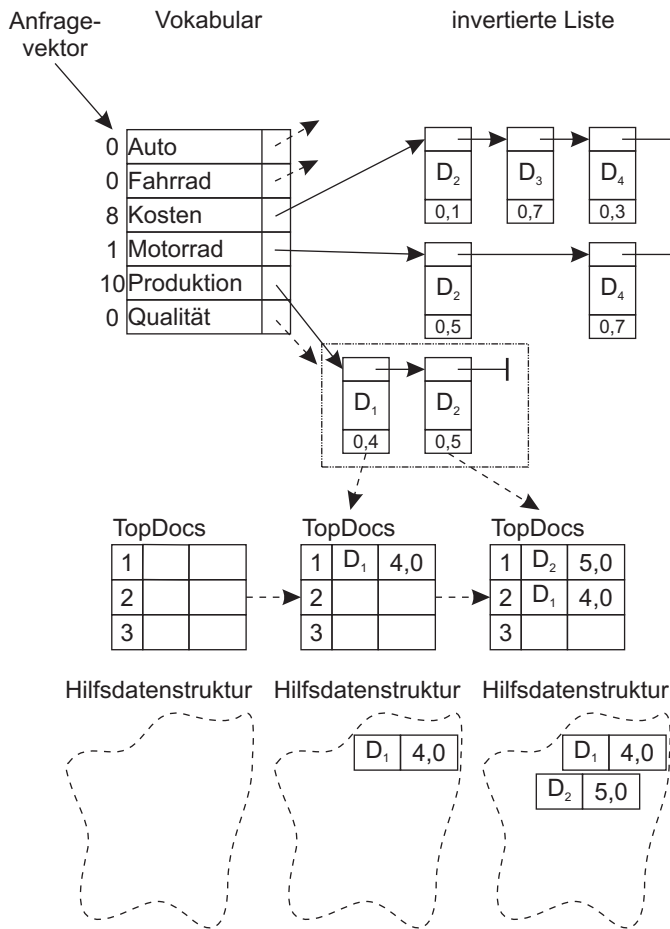 Anfrage-
vektor
Vokabular
invertierte Liste
0 Auto
0 Fahrrad
8 Kosten
1 Motorrad
10 Produktion
0 Qualität
D₂ D₃ D₄
0,1 0,7 0,3
D₂ D₄
0,5 0,7
D₁ D₂
0,4 0,5
TopDocs TopDocs TopDocs
1 1 D₁ 4,0 1 D₂ 5,0
2 2 2 D₁ 4,0
3 3 3
Hilfsdatenstruktur Hilfsdatenstruktur Hilfsdatenstruktur
D₁ 4,0 D₁ 4,0
D₂ 5,0